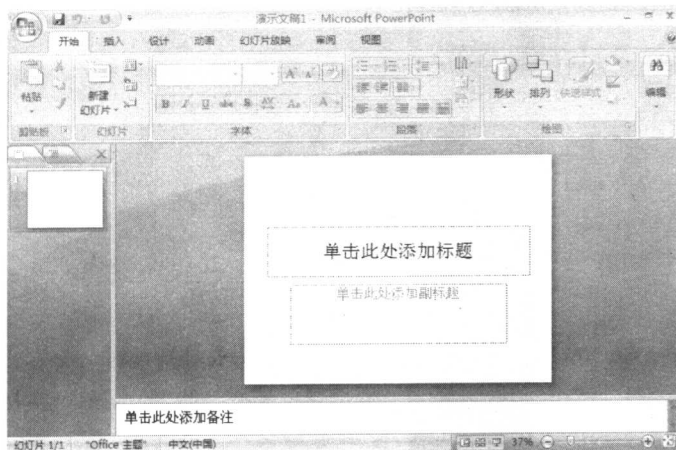 演示文稿1 - Microsoft PowerPoint
开始 插入 设计 动画 幻灯片放映 审阅 视图
粘贴 新建 形状 排列 快速样式 编辑
幻灯片
B I U abc S AV Aa A
剪贴板 幻灯片 字体 段落 绘图
1
单击此处添加标题
单击此处添加副标题
单击此处添加备注
幻灯片 1/1 "Office 主题" 中文(中国) 37%